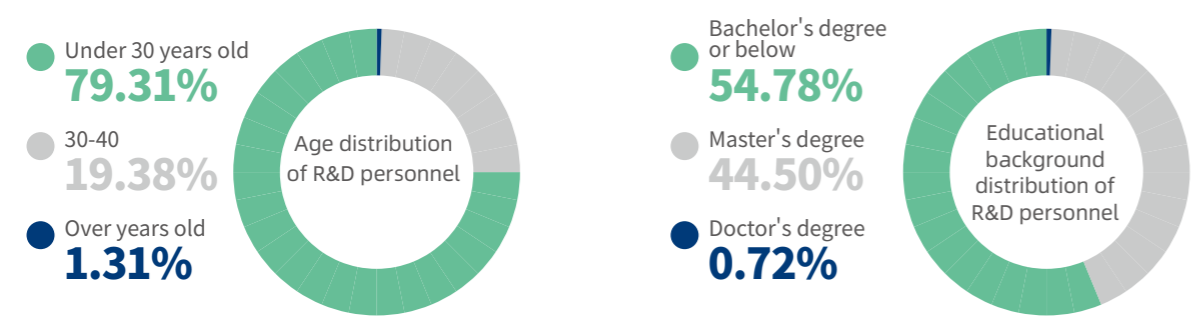 Under 30 years old
79.31%
30-40
19.38%
Over years old
1.31%
Age distribution
of R&D personnel
Bachelor's degree
or below
54.78%
Master's degree
44.50%
Doctor's degree
0.72%
Educational
background
distribution of
R&D personnel